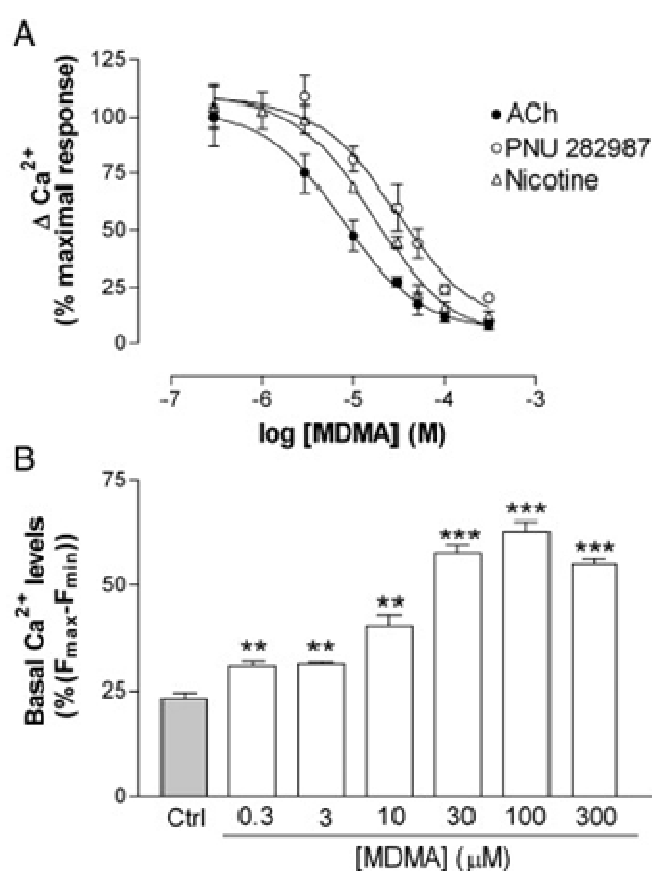 A
125
100
75
50
25
0
Δ Ca2+
(% maximal response)
ACh
PNU 282987
Nicotine
-7 -6 -5 -4 -3
log [MDMA] (M)
B
75
50
25
0
Basal Ca2+ levels
(% (Fmax-Fmin))
** ** ** *** *** ***
Ctrl 0.3 3 10 30 100 300
[MDMA] (μM)